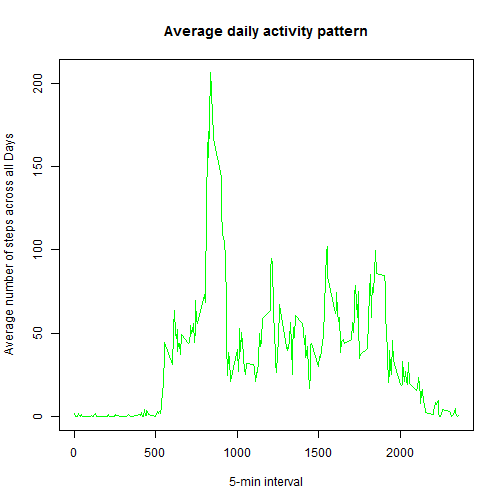 Average daily activity pattern
Average number of steps across all Days
200
150
100
50
0
0 500 1000 1500 2000
5-min interval